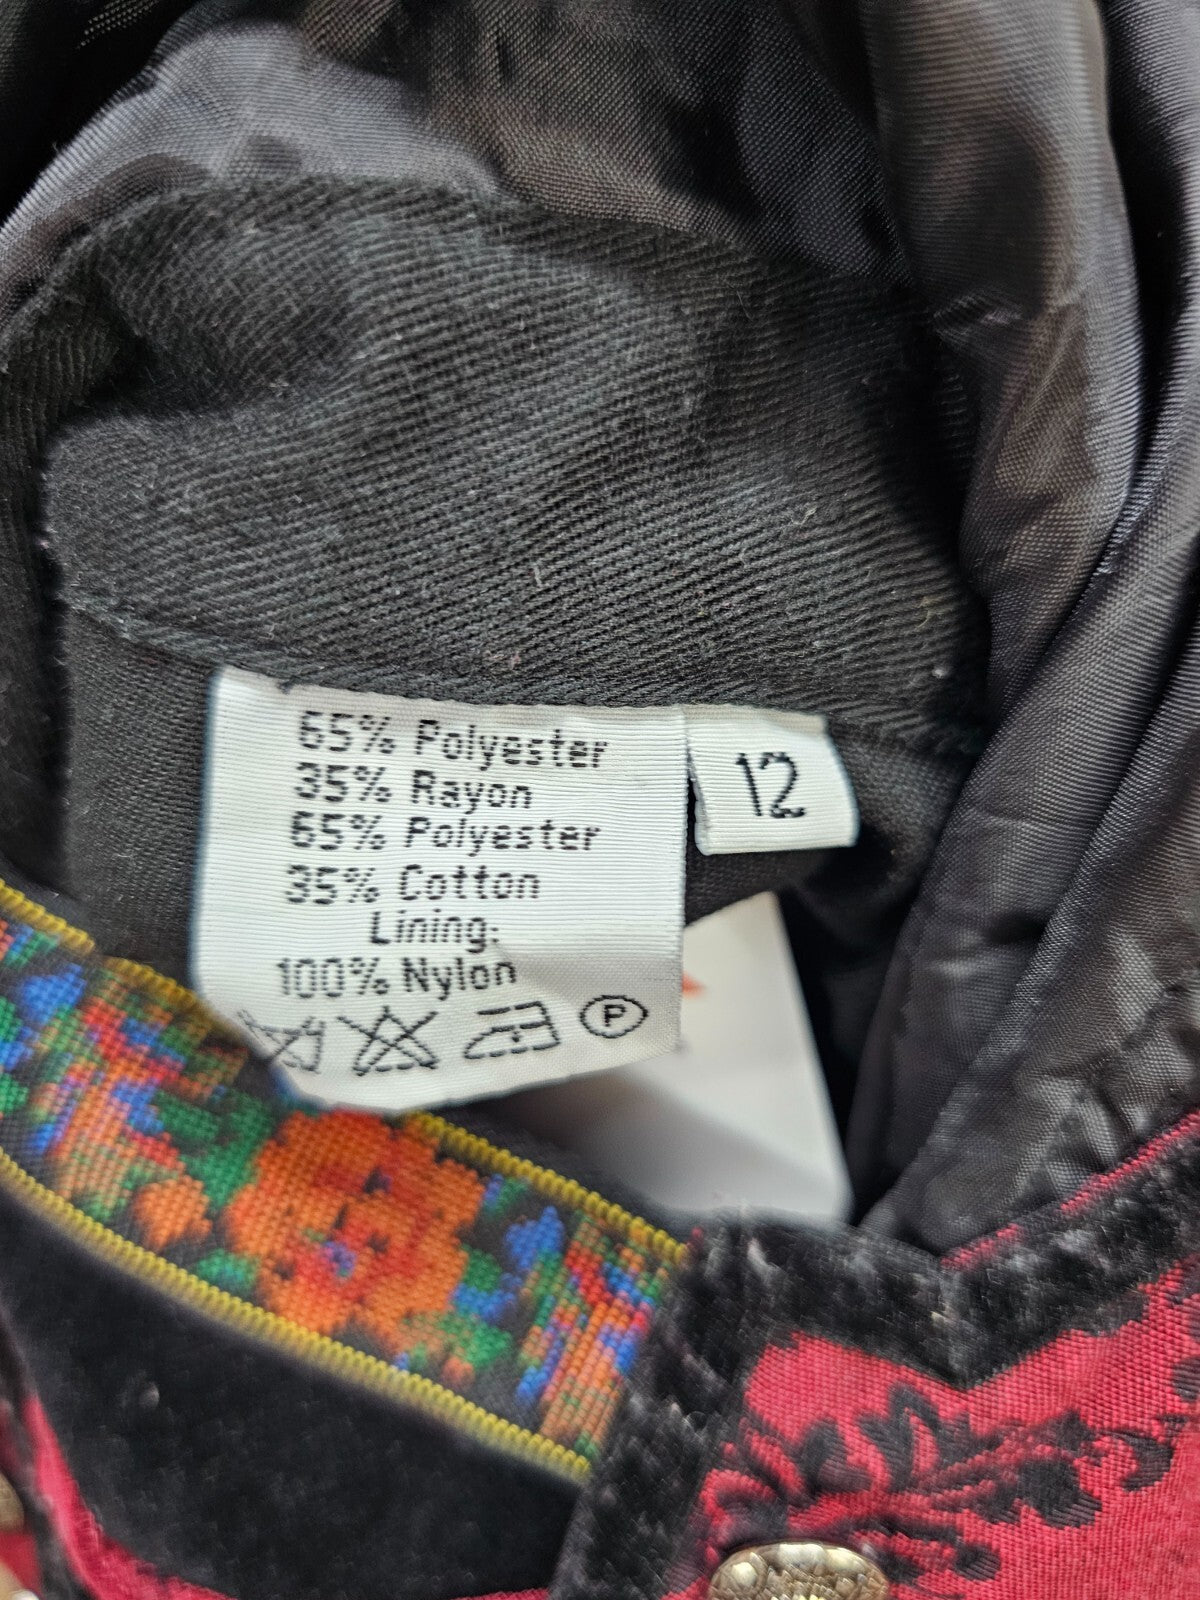 65% Polyester
35% Rayon
65% Polyester
35% Cotton
Lining:
100% Nylon
P
12